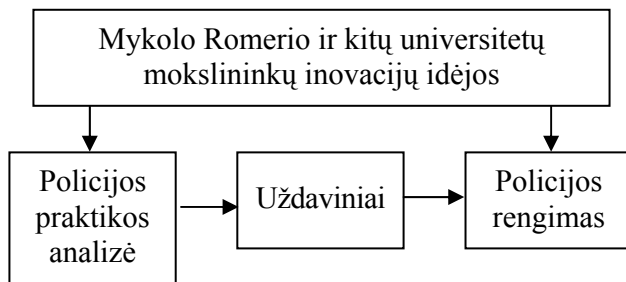 Mykolo Romerio ir kitų universitetų
mokslininkų inovacijų idėjos
Policijos
praktikos
analizė
Uždaviniai
Policijos
rengimas